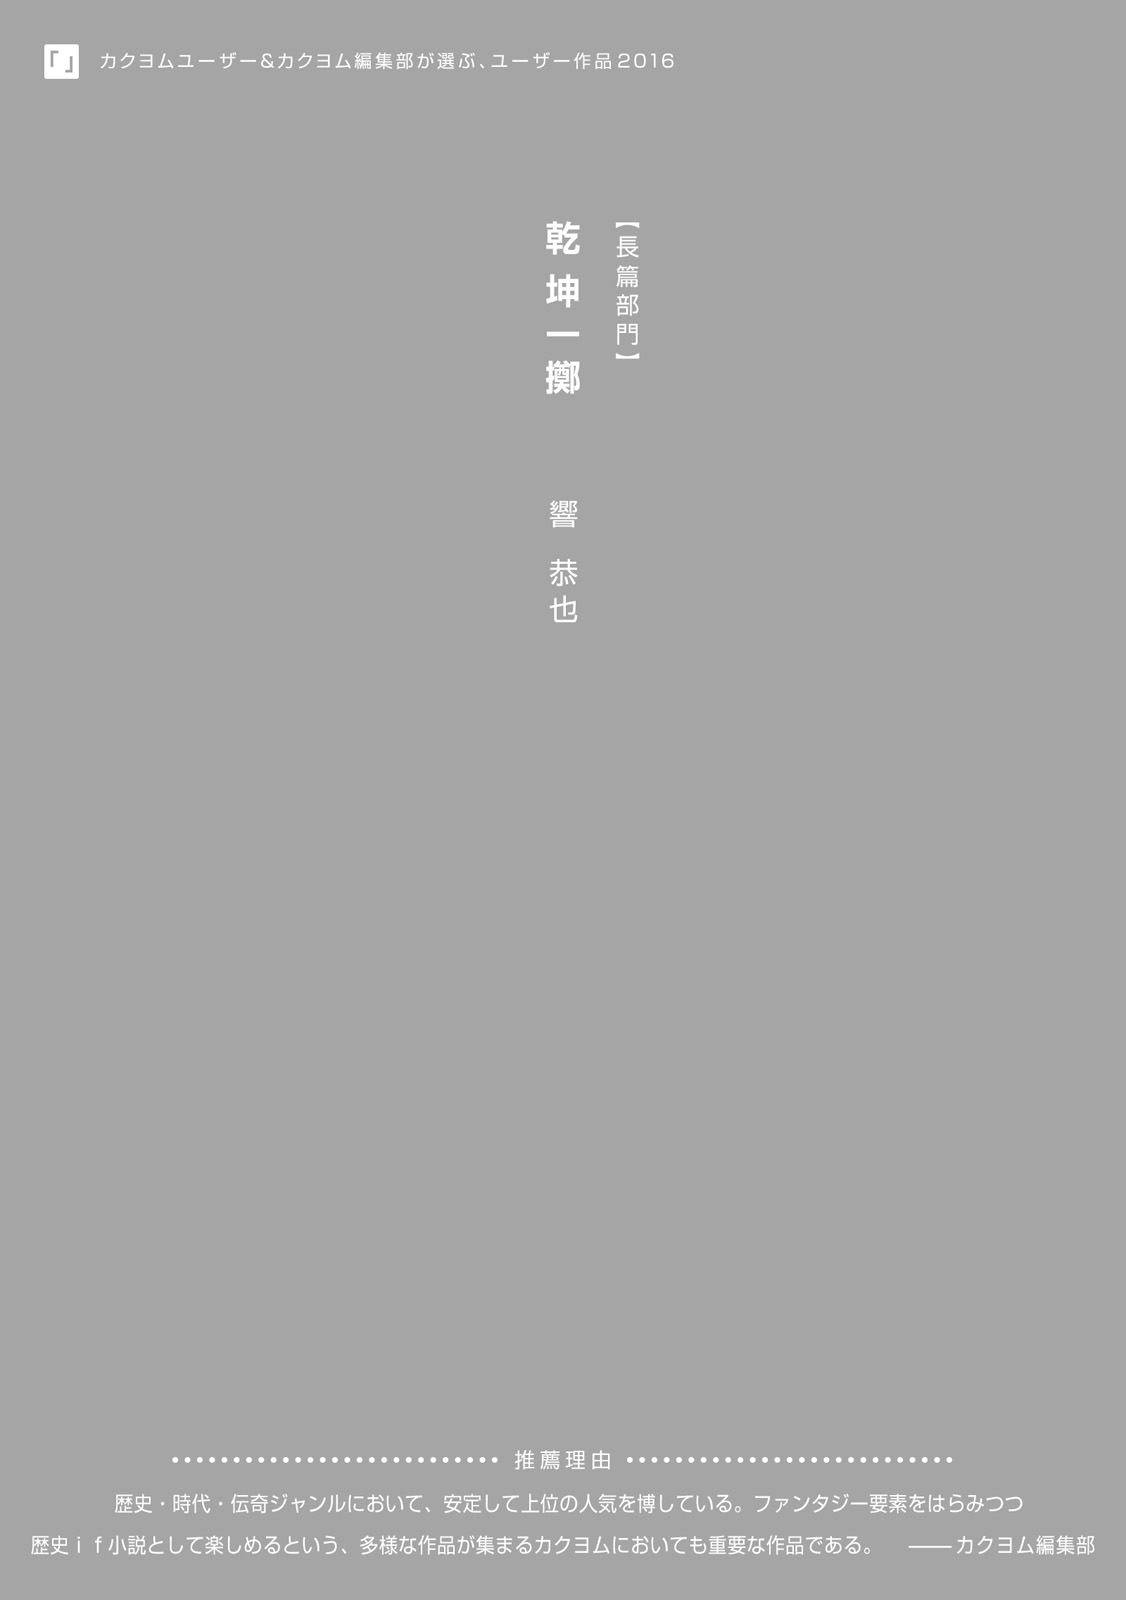 「」 カクヨムユーザー&カクヨム編集部が選ぶ、ユーザー作品2016
【長篇部門】
乾坤一擲
響 恭也
推薦理由
歴史・時代・伝奇ジャンルにおいて、安定して上位の人気を博している。ファンタジー要素をはらみつつ
歴史ｉｆ小説として楽しめるという、多様な作品が集まるカクヨムにおいても重要な作品である。 ――カクヨム編集部